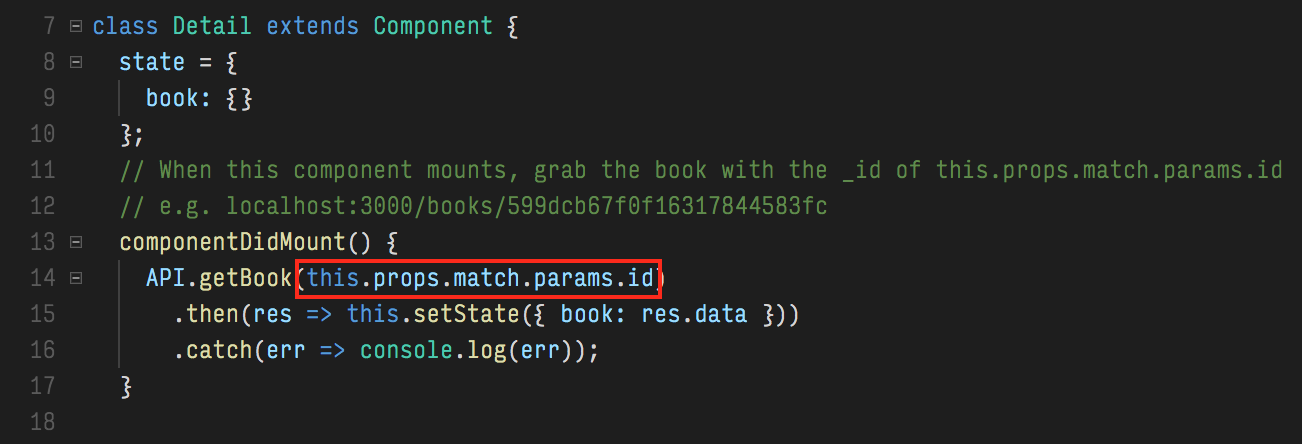 7 class Detail extends Component {
8 state = {
9 book: {}
10 };
11 // When this component mounts, grab the book with the _id of this.props.match.params.id
12 // e.g. localhost:3000/books/599dcb67f0f16317844583fc
13 componentDidMount() {
14 API.getBook(this.props.match.params.id)
15 .then(res => this.setState({ book: res.data }))
16 .catch(err => console.log(err));
17 }
18